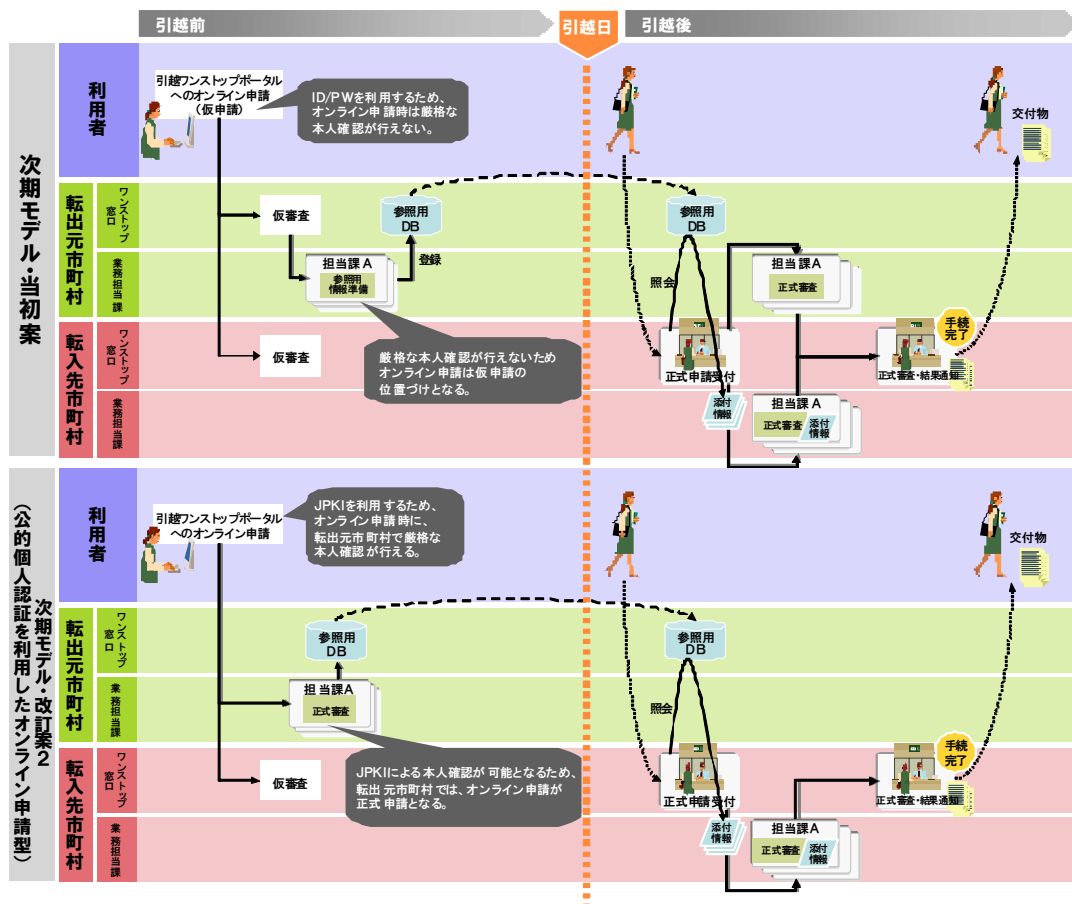 引越前
引越日
引越後
次期モデル・当初案
利用者
引越ワンストップポータル
へのオンライン申請
(仮申請)
ID/PWを利用するため、
オンライン申請時は厳格な
本人確認が行えない。
交付物
転出元市町村
ワンストップ
窓口
仮審査
参照用
DB
参照用
DB
業務担当課
担当課A
参照用
情報準備
登録
照会
担当課A
正式審査
転入先市町村
ワンストップ
窓口
仮審査
厳格な本人確認が行えないため
オンライン申請は仮申請の
位置づけとなる。
正式申請受付
手続
完了
正式審査・結果通知
業務担当課
添付
情報
担当課A
正式審査
添付
情報
次期モデル・改訂案2
(公的個人認証を利用したオンライン申請型)
利用者
引越ワンストップポータル
へのオンライン申請
JPKIを利用するため、
オンライン申請時に、
転出元市町村で厳格な
本人確認が行える。
交付物
転出元市町村
ワンストップ
窓口
参照用
DB
参照用
DB
業務担当課
担当課A
正式審査
照会
転入先市町村
ワンストップ
窓口
仮審査
JPKIによる本人確認が可能となるため、
転出元市町村では、オンライン申請が
正式申請となる。
正式申請受付
手続
完了
正式審査・結果通知
業務担当課
添付
情報
担当課A
正式審査
添付
情報